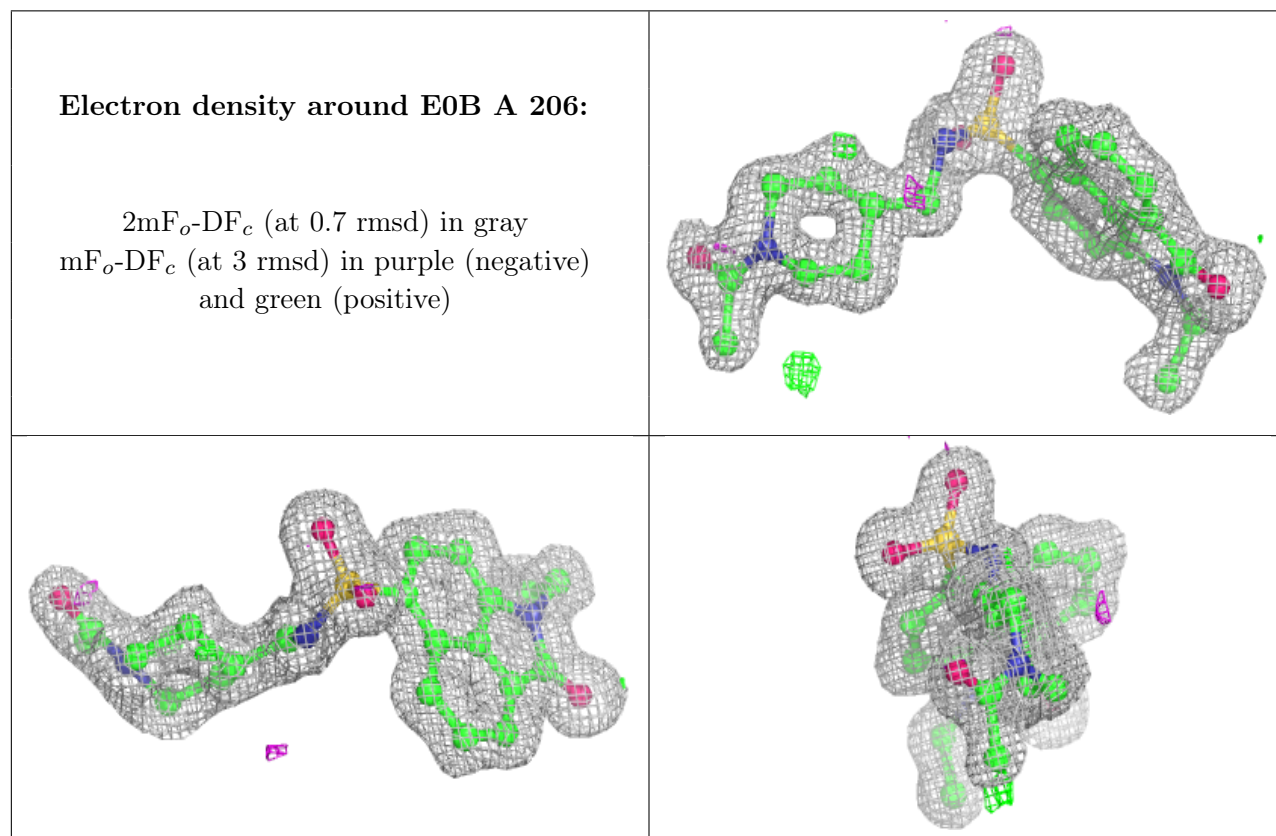 Electron density around E0B A 206:
2mFo-DFc (at 0.7 rmsd) in gray
mFo-DFc (at 3 rmsd) in purple (negative)
and green (positive)